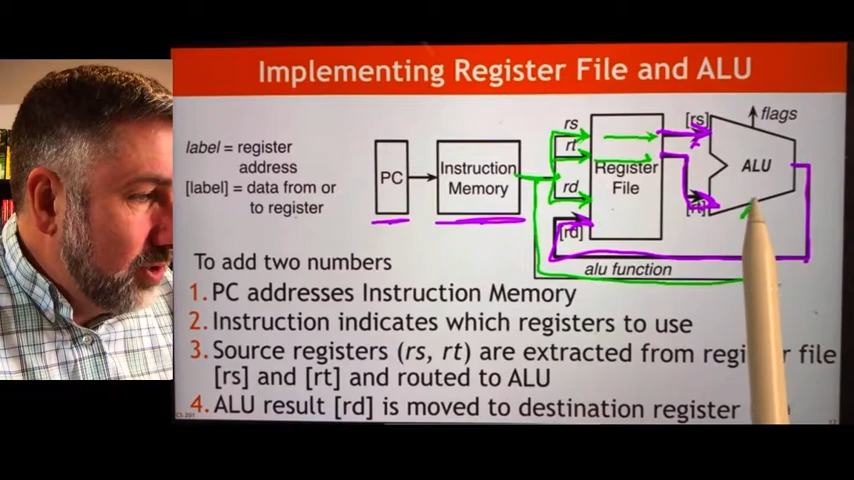 Implementing Register File and ALU
label = register
address
[label] = data from or
to register
PC
Instruction
Memory
rs
rt
rd
[rd]
Register
File
[rs]
[rt]
ALU
flags
alu function
To add two numbers
1. PC addresses Instruction Memory
2. Instruction indicates which registers to use
3. Source registers (rs, rt) are extracted from regi r file
[rs] and [rt] and routed to ALU
4. ALU result [rd] is moved to destination register